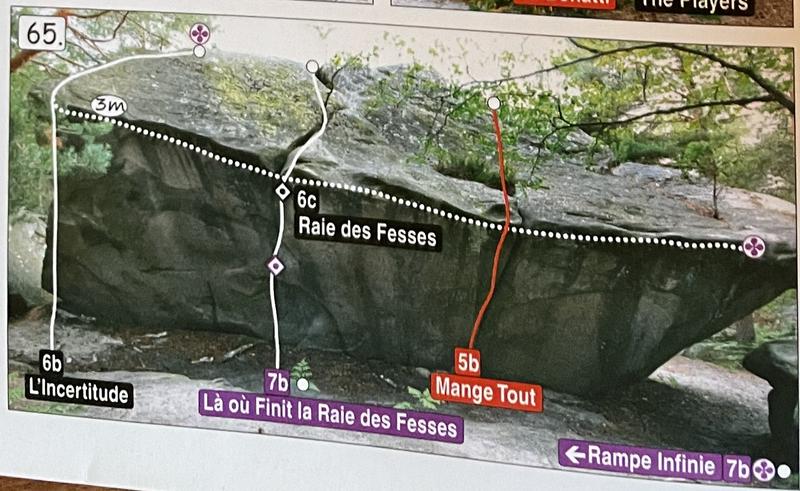 The Players
65.
3m
6c
Raie des Fesses
6b
L'Incertitude
7b
Là où Finit la Raie des Fesses
5b
Mange Tout
←Rampe Infinie 7b